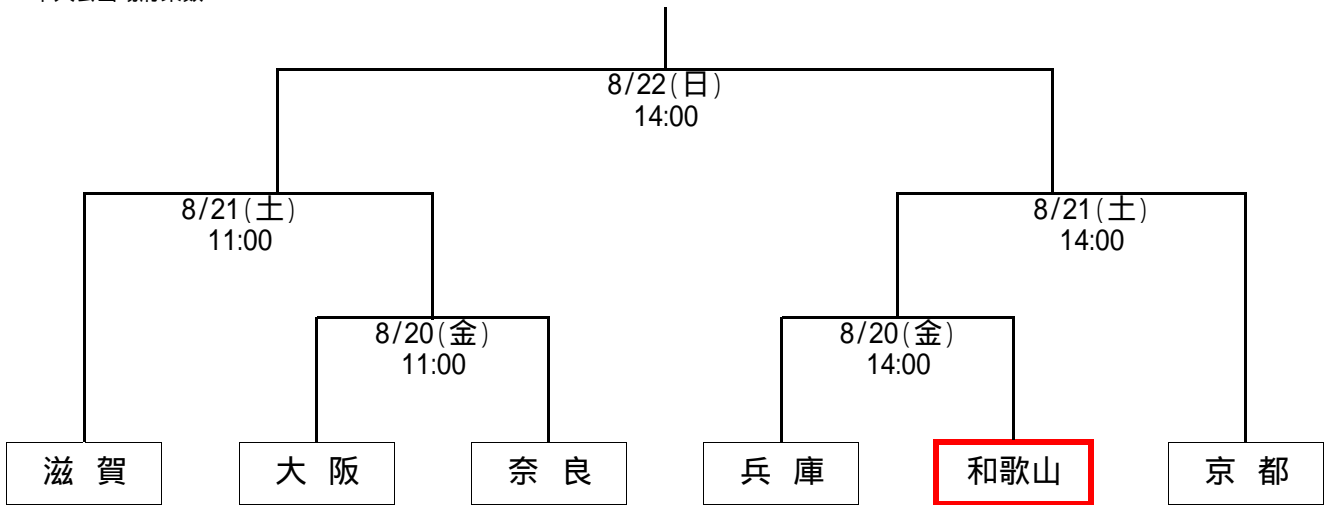 8/22(日)
14:00
8/21(土)
11:00
8/21(土)
14:00
8/20(金)
11:00
8/20(金)
14:00
滋 賀
大 阪
奈 良
兵 庫
和歌山
京 都